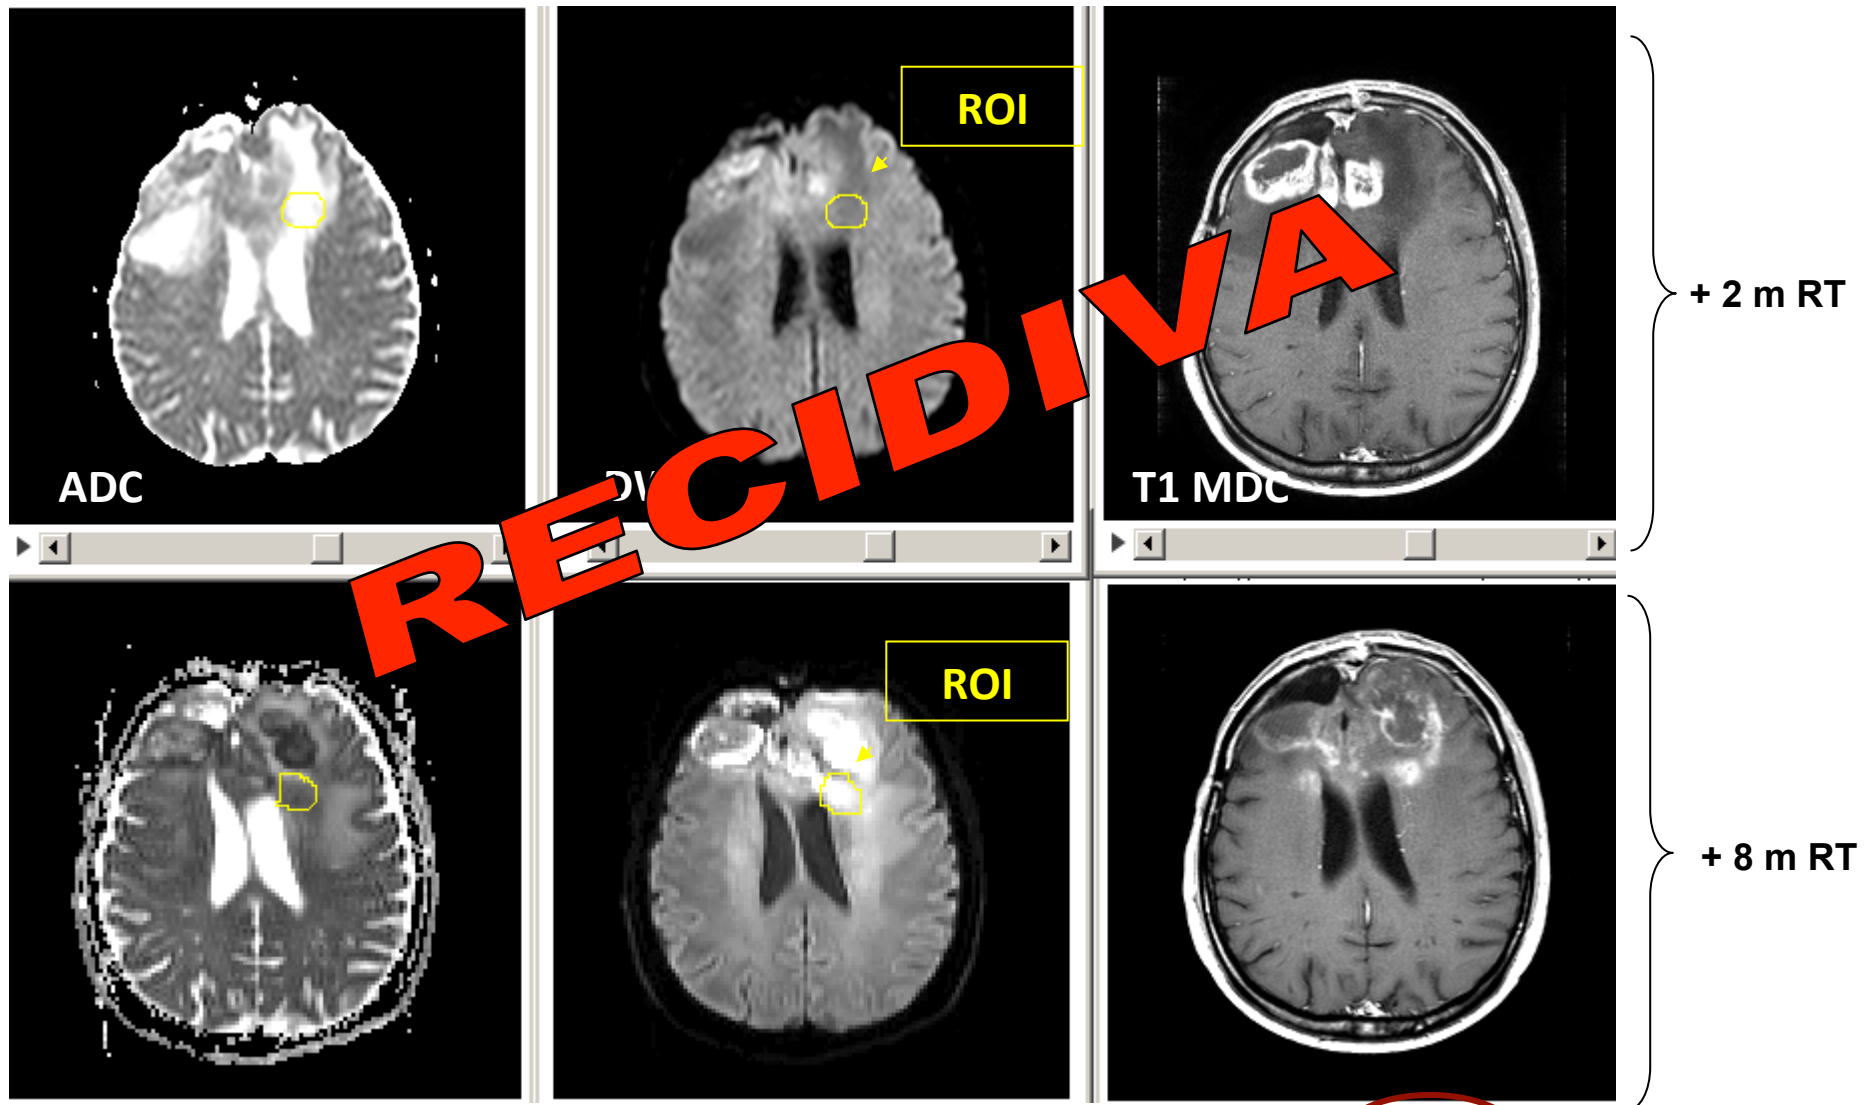 ROI
ADC
T1 MDC
+ 2 m RT
RECIDIVA
ROI
+ 8 m RT